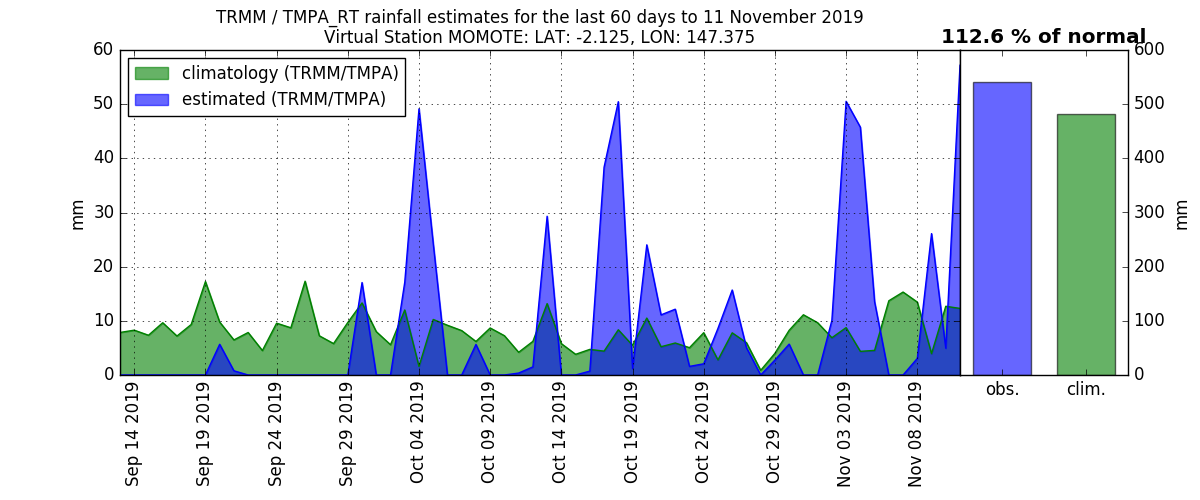 TRMM / TMPA_RT rainfall estimates for the last 60 days to 11 November 2019
Virtual Station MOMOTE: LAT: -2.125, LON: 147.375
112.6 % of normal
climatology (TRMM/TMPA)
estimated (TRMM/TMPA)
60
50
40
30
20
10
0
mm
600
500
400
300
200
100
0
mm
Sep 14 2019
Sep 19 2019
Sep 24 2019
Sep 29 2019
Oct 04 2019
Oct 09 2019
Oct 14 2019
Oct 19 2019
Oct 24 2019
Oct 29 2019
Nov 03 2019
Nov 08 2019
obs.
clim.